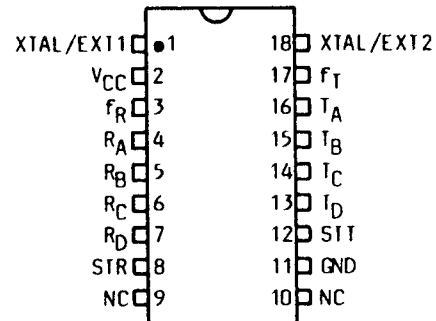 XTAL/EXT1 1 18 XTAL/EXT2
VCC 2 17 fT
fR 3 16 TA
RA 4 15 TB
RB 5 14 TC
RC 6 13 TD
RD 7 12 STT
STR 8 11 GND
NC 9 10 NC